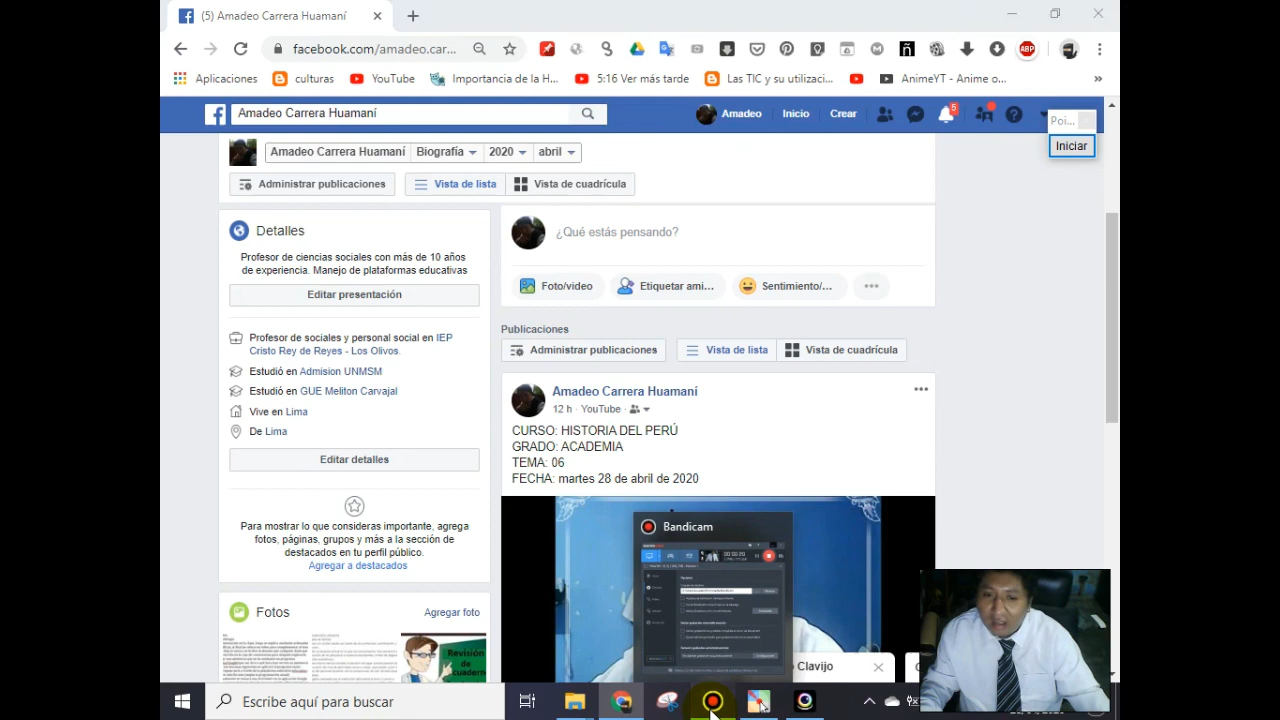 (5) Amadeo Carrera Huamaní
facebook.com/amadeo.car...
Aplicaciones culturas YouTube Importancia de la H... 5:16 Ver más tarde Las TIC y su utilizaci... AnimeYT - Anime o... »
Amadeo Carrera Huamaní
Amadeo Inicio Crear 5
Poi...
Iniciar
Amadeo Carrera Huamaní Biografía 2020 abril
Administrar publicaciones Vista de lista Vista de cuadrícula
Detalles
Profesor de ciencias sociales con más de 10 años
de experiencia. Manejo de plataformas educativas
Editar presentación
Profesor de sociales y personal social en IEP
Cristo Rey de Reyes - Los Olivos.
Estudió en Admision UNMSM
Estudió en GUE Meliton Carvajal
Vive en Lima
De Lima
Editar detalles
Para mostrar lo que consideras importante, agrega
fotos, páginas, grupos y más a la sección de
destacados en tu perfil público.
Agregar a destacados
Fotos Agregar foto
Revisión
de
cuaderno
¿Qué estás pensando?
Foto/video Etiquetar ami... Sentimiento/...
Publicaciones
Administrar publicaciones Vista de lista Vista de cuadrícula
Amadeo Carrera Huamaní
12 h · YouTube ·
CURSO: HISTORIA DEL PERÚ
GRADO: ACADEMIA
TEMA: 06
FECHA: martes 28 de abril de 2020
Bandicam
Clavijo
Escribe aquí para buscar